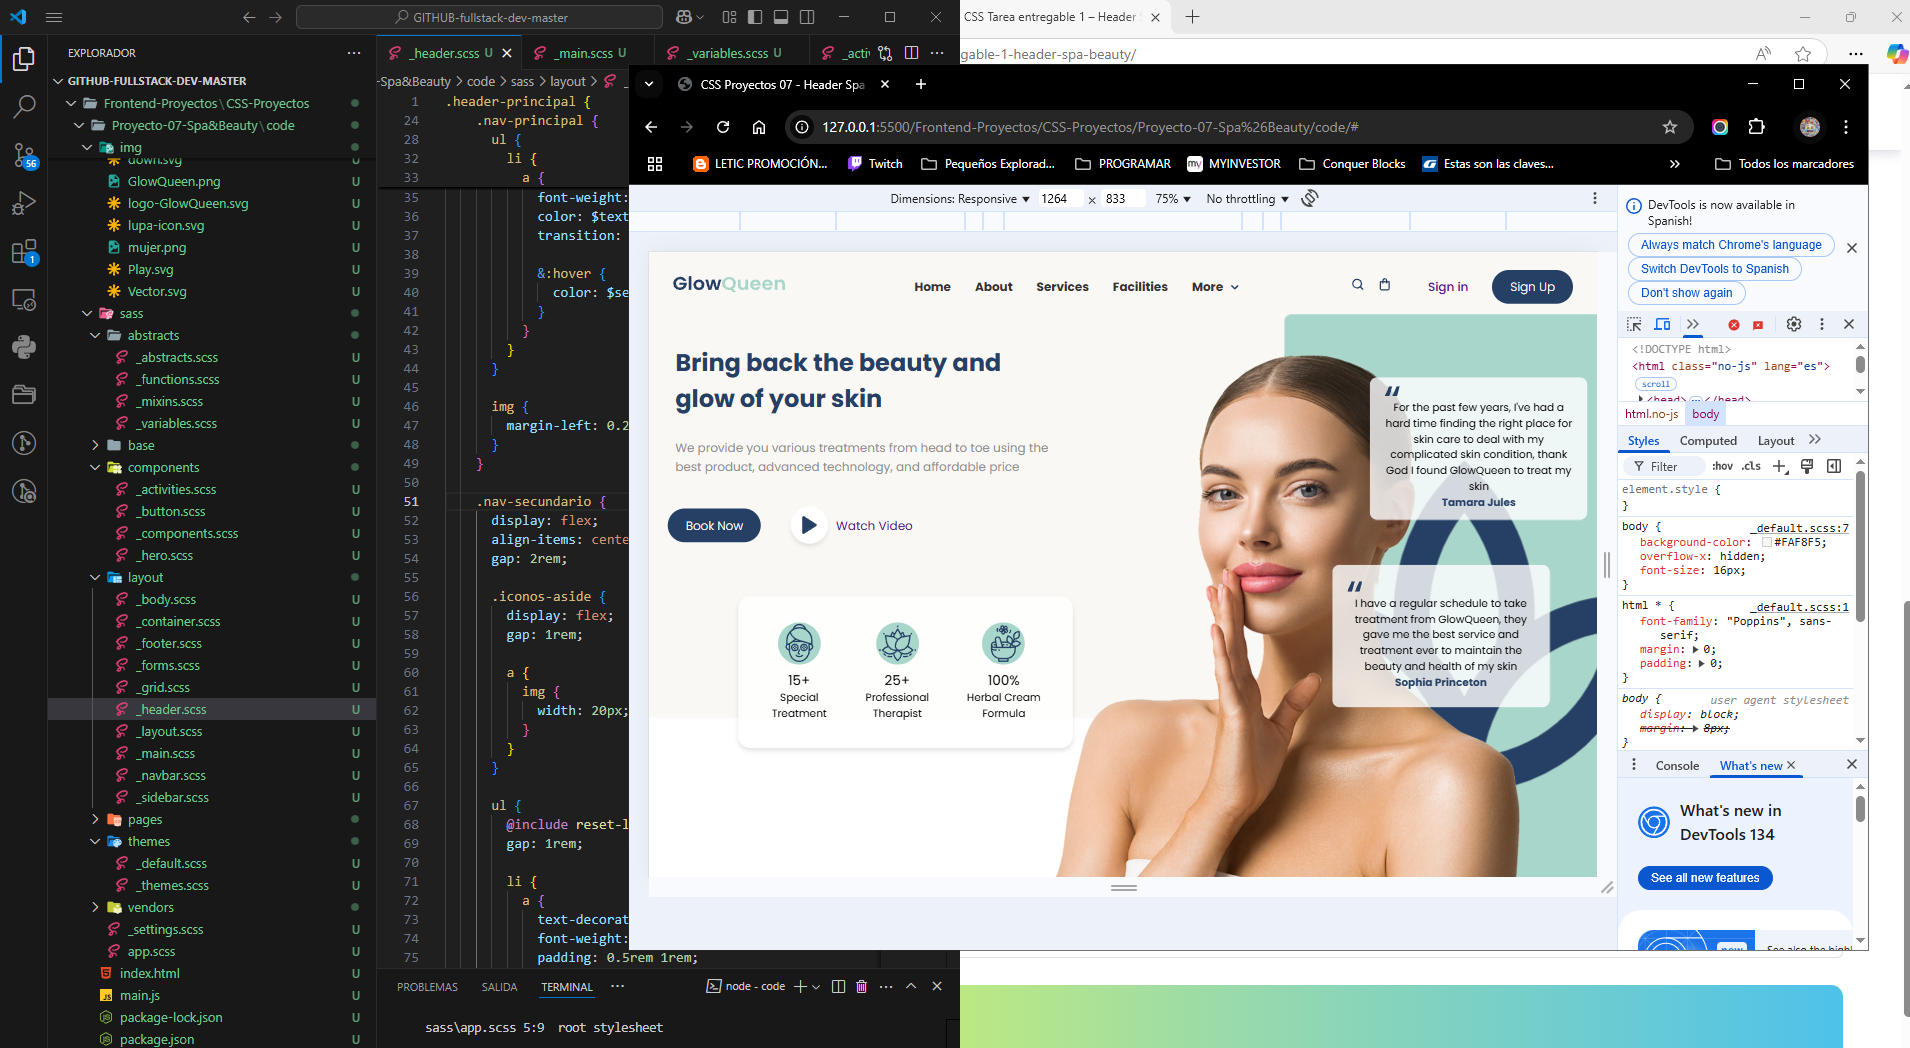 GITHUB-fullstack-dev-master
EXPLORADOR
GITHUB-FULLSTACK-DEV-MASTER
Frontend-Proyectos\CSS-Proyectos
Proyecto-07-Spa&Beauty\code
img
down.svg U
GlowQueen.png U
logo-GlowQueen.svg U
lupa-icon.svg U
mujer.png U
Play.svg U
Vector.svg U
sass
abstracts
_abstracts.scss U
_functions.scss U
_mixins.scss U
_variables.scss U
base
components
_activities.scss U
_button.scss U
_components.scss U
_hero.scss U
layout
_body.scss U
_container.scss U
_footer.scss U
_forms.scss U
_grid.scss U
_header.scss U
_layout.scss U
_main.scss U
_navbar.scss U
_sidebar.scss U
pages
themes
_default.scss U
_themes.scss U
vendors
_settings.scss U
app.scss U
index.html U
main.js U
package-lock.json U
package.json U
56
1
_header.scss U
_main.scss U
_variables.scss U
_acti
-Spa&Beauty > code > sass > layout >
1 .header-principal {
24 .nav-principal {
28 ul {
32 li {
33 a {
35 font-weight:
36 color: $text
37 transition:
38
39 &:hover {
40 color: $se
41 }
42 }
43 }
44 }
45
46 img {
47 margin-left: 0.2
48 }
49 }
50
51 .nav-secundario {
52 display: flex;
53 align-items: cente
54 gap: 2rem;
55
56 .iconos-aside {
57 display: flex;
58 gap: 1rem;
59
60 a {
61 img {
62 width: 20px;
63 }
64 }
65 }
66
67 ul {
68 @include reset-l
69 gap: 1rem;
70
71 li {
72 a {
73 text-decorat
74 font-weight:
75 padding: 0.5rem 1rem;
PROBLEMAS
SALIDA
TERMINAL
node - code
sass\app.scss 5:9 root stylesheet
CSS Tarea entregable 1 – Header
gable-1-header-spa-beauty/
CSS Proyectos 07 - Header Spa
127.0.0.1:5500/Frontend-Proyectos/CSS-Proyectos/Proyecto-07-Spa%26Beauty/code/#
LETIC PROMOCIÓN...
Twitch
Pequeños Explorad...
PROGRAMAR
my
MYINVESTOR
Conquer Blocks
Estas son las claves...
Todos los marcadores
Dimensions: Responsive
1264 × 833
75%
No throttling
GlowQueen
Home
About
Services
Facilities
More
Sign in
Sign Up
Bring back the beauty and
glow of your skin
We provide you various treatments from head to toe using the
best product, advanced technology, and affordable price
Book Now
Watch Video
15+
Special
Treatment
25+
Professional
Therapist
100%
Herbal Cream
Formula
“
For the past few years, I've had a
hard time finding the right place for
skin care to deal with my
complicated skin condition, thank
God I found GlowQueen to treat my
skin
Tamara Jules
“
I have a regular schedule to take
treatment from GlowQueen, they
gave me the best service and
treatment ever to maintain the
beauty and health of my skin
Sophia Princeton
DevTools is now available in
Spanish!
Always match Chrome's language
Switch DevTools to Spanish
Don't show again
<!DOCTYPE html>
<html class="no-js" lang="es">
scroll
<head> … </head>
html.no-js
body
Styles
Computed
Layout
Filter
:hov
.cls
element.style {
}
body { _default.scss:7
background-color: #FAF8F5;
overflow-x: hidden;
font-size: 16px;
}
html * { _default.scss:1
font-family: "Poppins", sans-
serif;
margin: 0;
padding: 0;
}
body { user agent stylesheet
display: block;
margin: 8px;
}
Console
What's new
What's new in
DevTools 134
See all new features
new
See also the highl